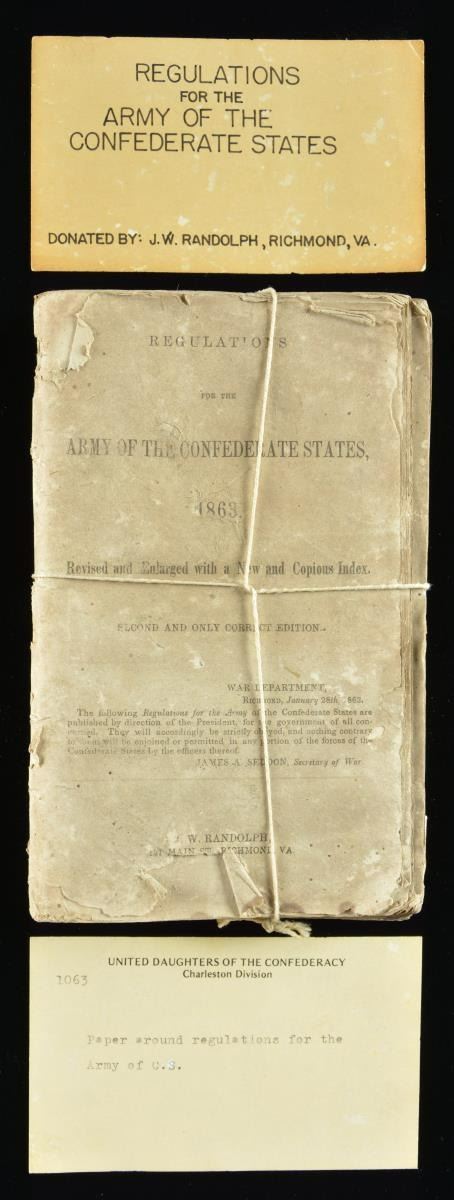 REGULATIONS
FOR THE
ARMY OF THE
CONFEDERATE STATES
DONATED BY: J.W. RANDOLPH, RICHMOND, VA.
REGULATIONS
FOR THE
ARMY OF THE CONFEDERATE STATES,
1863.
Revised and Enlarged with a New and Copious Index.
SECOND AND ONLY CORRECT EDITION.
WAR DEPARTMENT,
RICHMOND, January 28th, 862.
The following Regulations for the Army of the Confederate States are
published by direction of the President, for the government of all con-
cerned. They will accordingly be strictly obeyed, and nothing contrary
to them will be enjoined or permitted in any portion of the forces of the
Confederate States by the officers thereof.
JAMES A. SEDDON, Secretary of War
J. W. RANDOLPH,
MAIN ST. RICHMOND, VA
UNITED DAUGHTERS OF THE CONFEDERACY
Charleston Division
1063
Paper around regulations for the
Army of C.S.